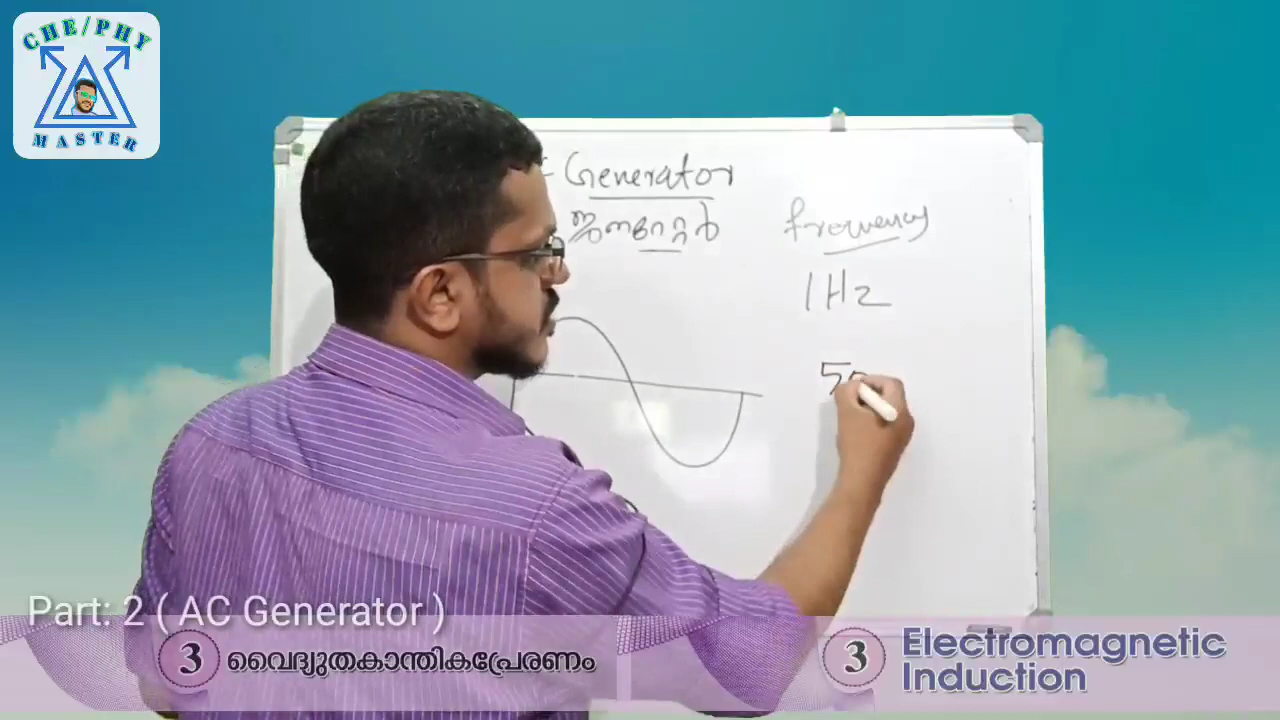 CHE/PHY
MASTER
Generator
ജനറേറ്റർ
frequency
1Hz
50
Part: 2 ( AC Generator )
3 വൈദ്യുതകാന്തികപ്രേരണം
3 Electromagnetic
Induction